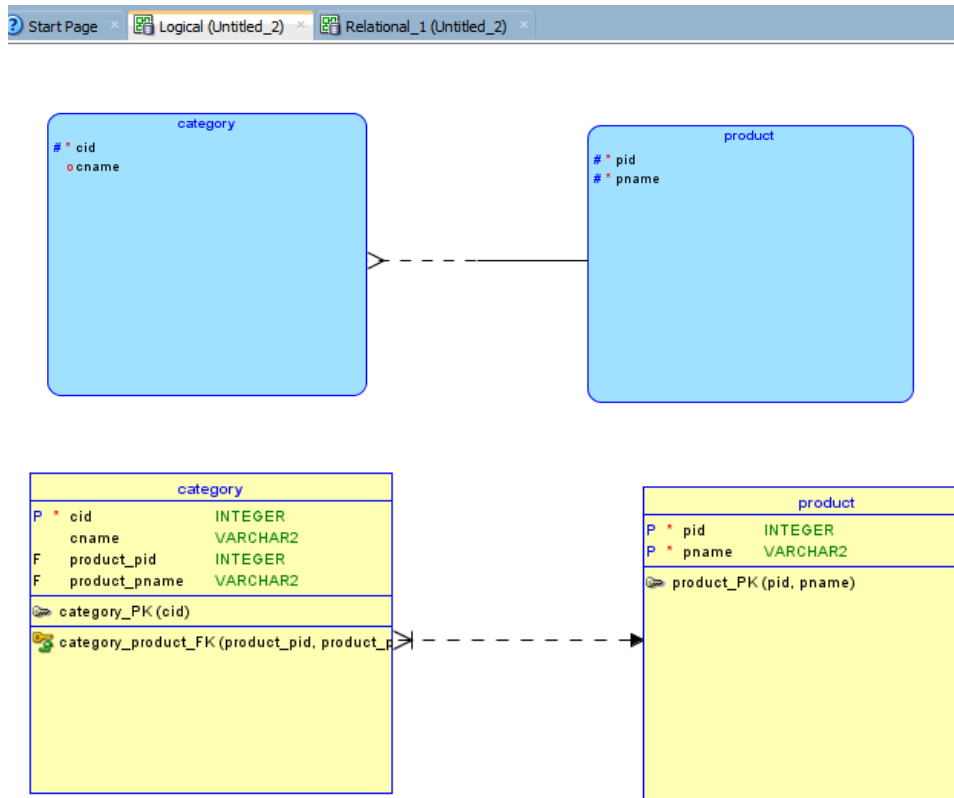 Start Page
Logical (Untitled_2)
Relational_1 (Untitled_2)
category
# * cid
o cname
product
# * pid
# * pname
category
P * cid INTEGER
cname VARCHAR2
F product_pid INTEGER
F product_pname VARCHAR2
category_PK (cid)
category_product_FK (product_pid, product_p
product
P * pid INTEGER
P * pname VARCHAR2
product_PK (pid, pname)